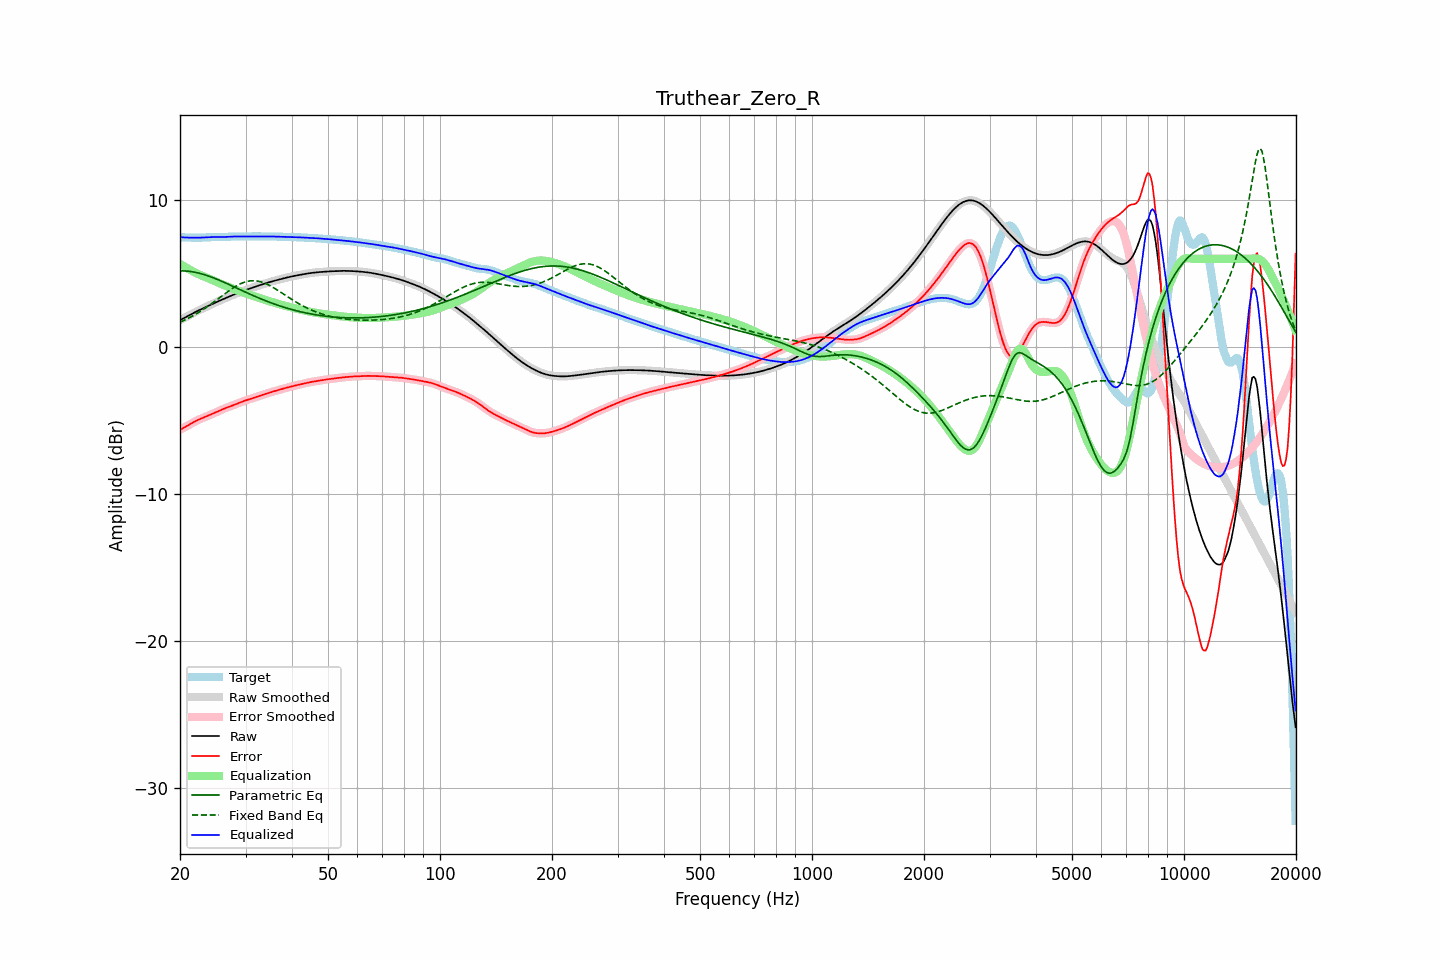 Truthear_Zero_R
Amplitude (dBr)
10
0
−10
−20
−30
Target
Raw Smoothed
Error Smoothed
Raw
Error
Equalization
Parametric Eq
Fixed Band Eq
Equalized
20 50 100 200 500 1000 2000 5000 10000 20000
Frequency (Hz)